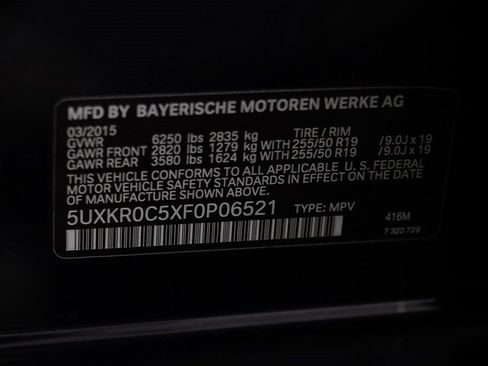 MFD BY BAYERISCHE MOTOREN WERKE AG
03/2015
GVWR 6250 lbs 2835 kg TIRE / RIM
GAWR FRONT 2820 lbs 1279 kg WITH 255/50 R19 /9.0J x 19
GAWR REAR 3580 lbs 1624 kg WITH 255/50 R19 /9.0J x 19
THIS VEHICLE CONFORMS TO ALL APPLICABLE U.S. FEDERAL
MOTOR VEHICLE SAFETY STANDARDS IN EFFECT ON THE DATE
OF MANUFACTURE SHOWN ABOVE.
5UXKR0C5XF0P06521 TYPE: MPV 416M
7 320 729